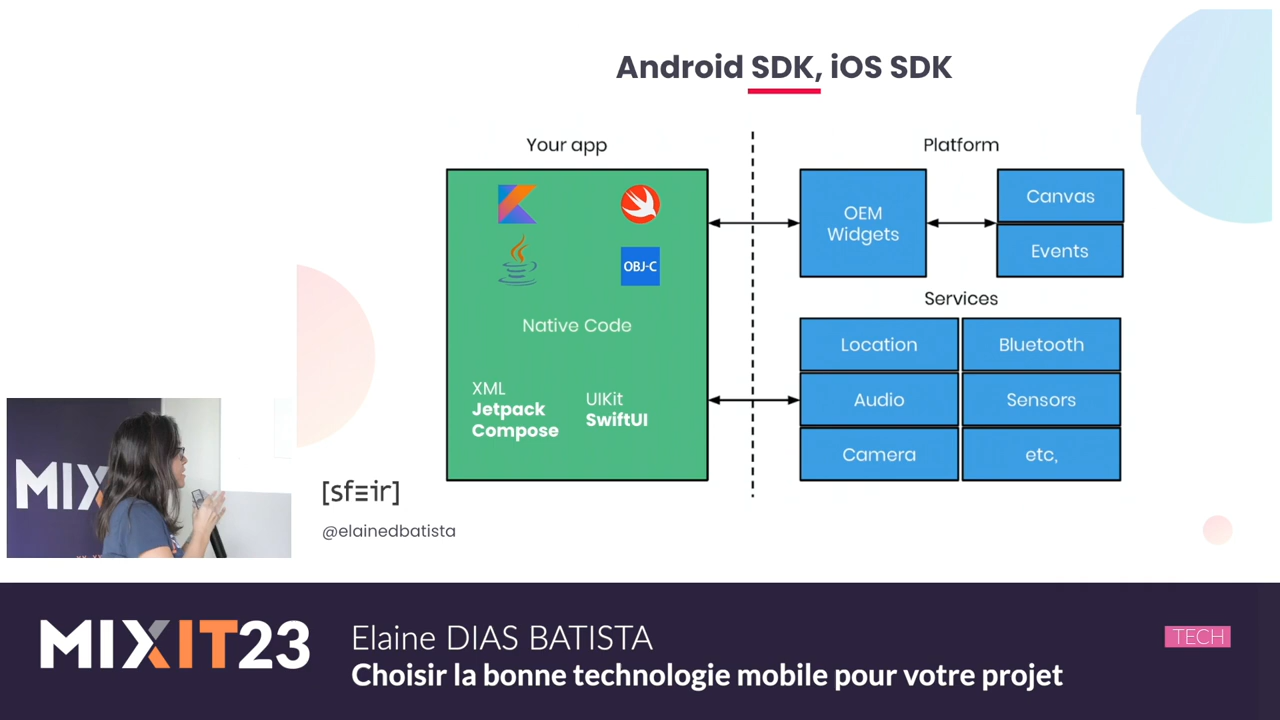 Android SDK, iOS SDK
Your app
Platform
OBJ-C
Native Code
XML
Jetpack
Compose
UIKit
SwiftUI
OEM
Widgets
Canvas
Events
Services
Location
Bluetooth
Audio
Sensors
Camera
etc,
MIX
[sfeir]
@elainedbatista
MIXIT23
Elaine DIAS BATISTA
Choisir la bonne technologie mobile pour votre projet
TECH